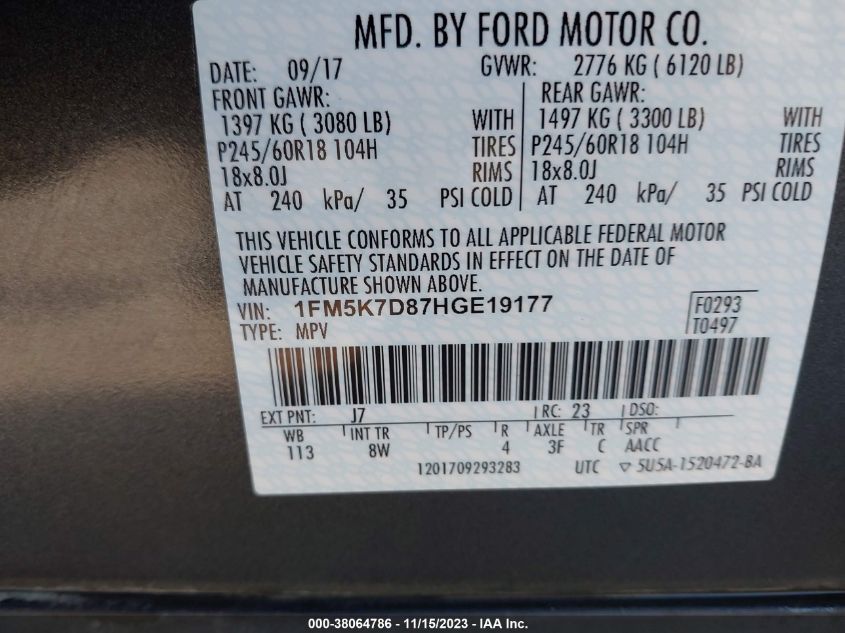 MFD. BY FORD MOTOR CO.
DATE: 09/17 GVWR: 2776 KG ( 6120 LB)
FRONT GAWR: REAR GAWR:
1397 KG ( 3080 LB) WITH 1497 KG ( 3300 LB) WITH
P245/60R18 104H TIRES P245/60R18 104H TIRES
18x8.0J RIMS 18x8.0J RIMS
AT 240 kPa/ 35 PSI COLD AT 240 kPa/ 35 PSI COLD
THIS VEHICLE CONFORMS TO ALL APPLICABLE FEDERAL MOTOR
VEHICLE SAFETY STANDARDS IN EFFECT ON THE DATE OF
MANUFACTURE SHOWN ABOVE.
VIN: 1FM5K7D87HGE19177 F0293
TYPE: MPV T0497
EXT PNT: J7 RC: 23 DSO:
WB INT TR TP/PS R AXLE TR SPR
113 8W 4 3F C AACC
1201709293283 UTC ▽ 5U5A-1520472-BA
000-38064786 - 11/15/2023 - IAA Inc.